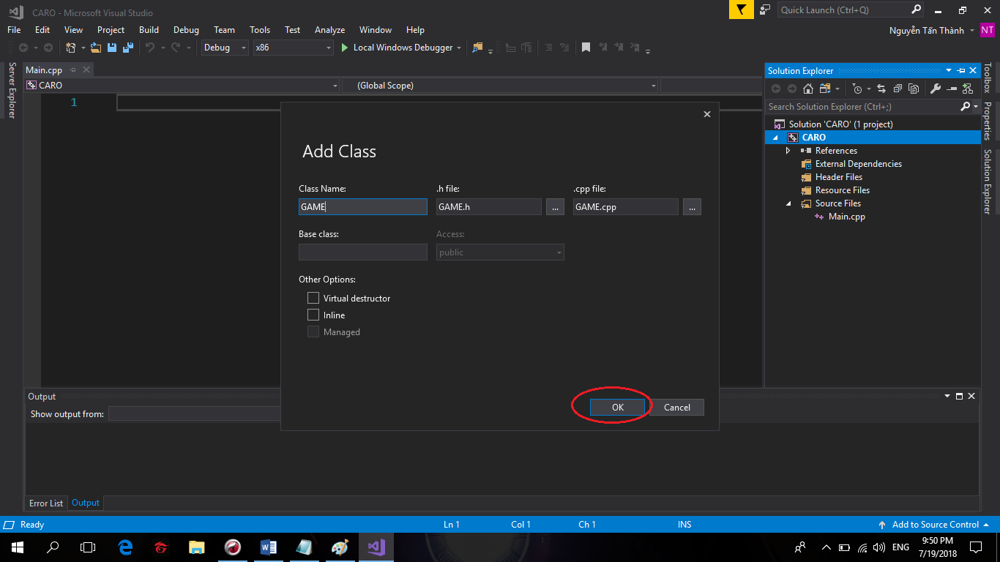 CARO - Microsoft Visual Studio
Quick Launch (Ctrl+Q)
File Edit View Project Build Debug Team Tools Test Analyze Window Help
Nguyễn Tấn Thành NT
Debug x86 Local Windows Debugger
Server Explorer
Main.cpp
CARO (Global Scope)
1
Add Class
Class Name: .h file: .cpp file:
GAME GAME.h ... GAME.cpp ...
Base class: Access:
public
Other Options:
Virtual destructor
Inline
Managed
OK Cancel
Solution Explorer
Search Solution Explorer (Ctrl+;)
Solution 'CARO' (1 project)
CARO
References
External Dependencies
Header Files
Resource Files
Source Files
Main.cpp
Toolbox
Properties
Solution Explorer
Output
Show output from:
Error List Output
Ready Ln 1 Col 1 Ch 1 INS Add to Source Control
ENG 9:50 PM
7/19/2018